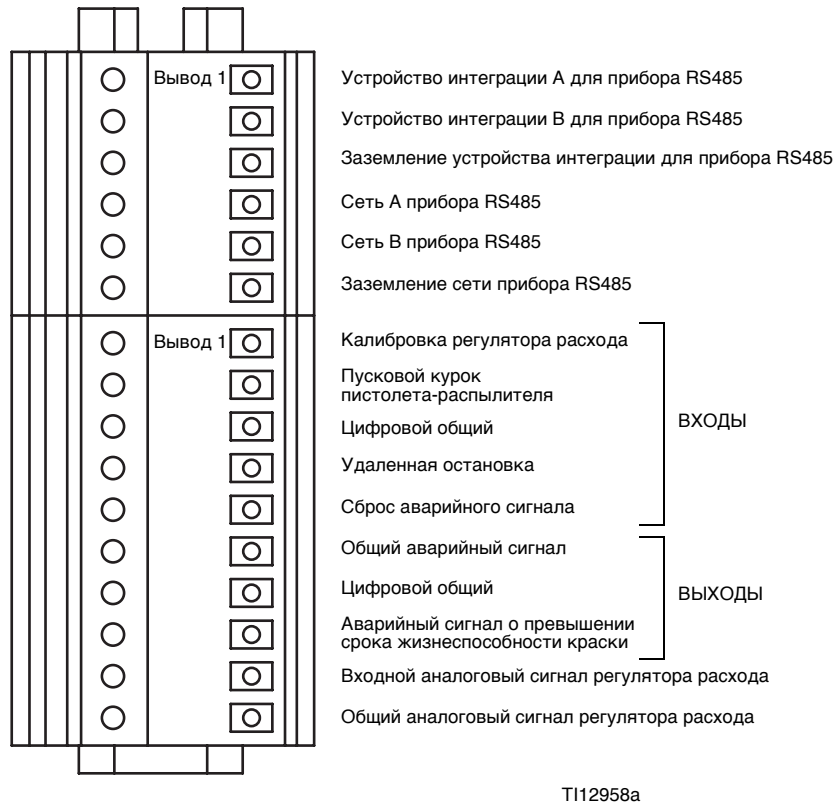 Вывод 1 Устройство интеграции А для прибора RS485
Устройство интеграции В для прибора RS485
Заземление устройства интеграции для прибора RS485
Сеть А прибора RS485
Сеть В прибора RS485
Заземление сети прибора RS485
Вывод 1 Калибровка регулятора расхода
Пусковой курок
пистолета-распылителя
Цифровой общий
Удаленная остановка
Сброс аварийного сигнала
ВХОДЫ
Общий аварийный сигнал
Цифровой общий
Аварийный сигнал о превышении
срока жизнеспособности краски
ВЫХОДЫ
Входной аналоговый сигнал регулятора расхода
Общий аналоговый сигнал регулятора расхода
TI12958a